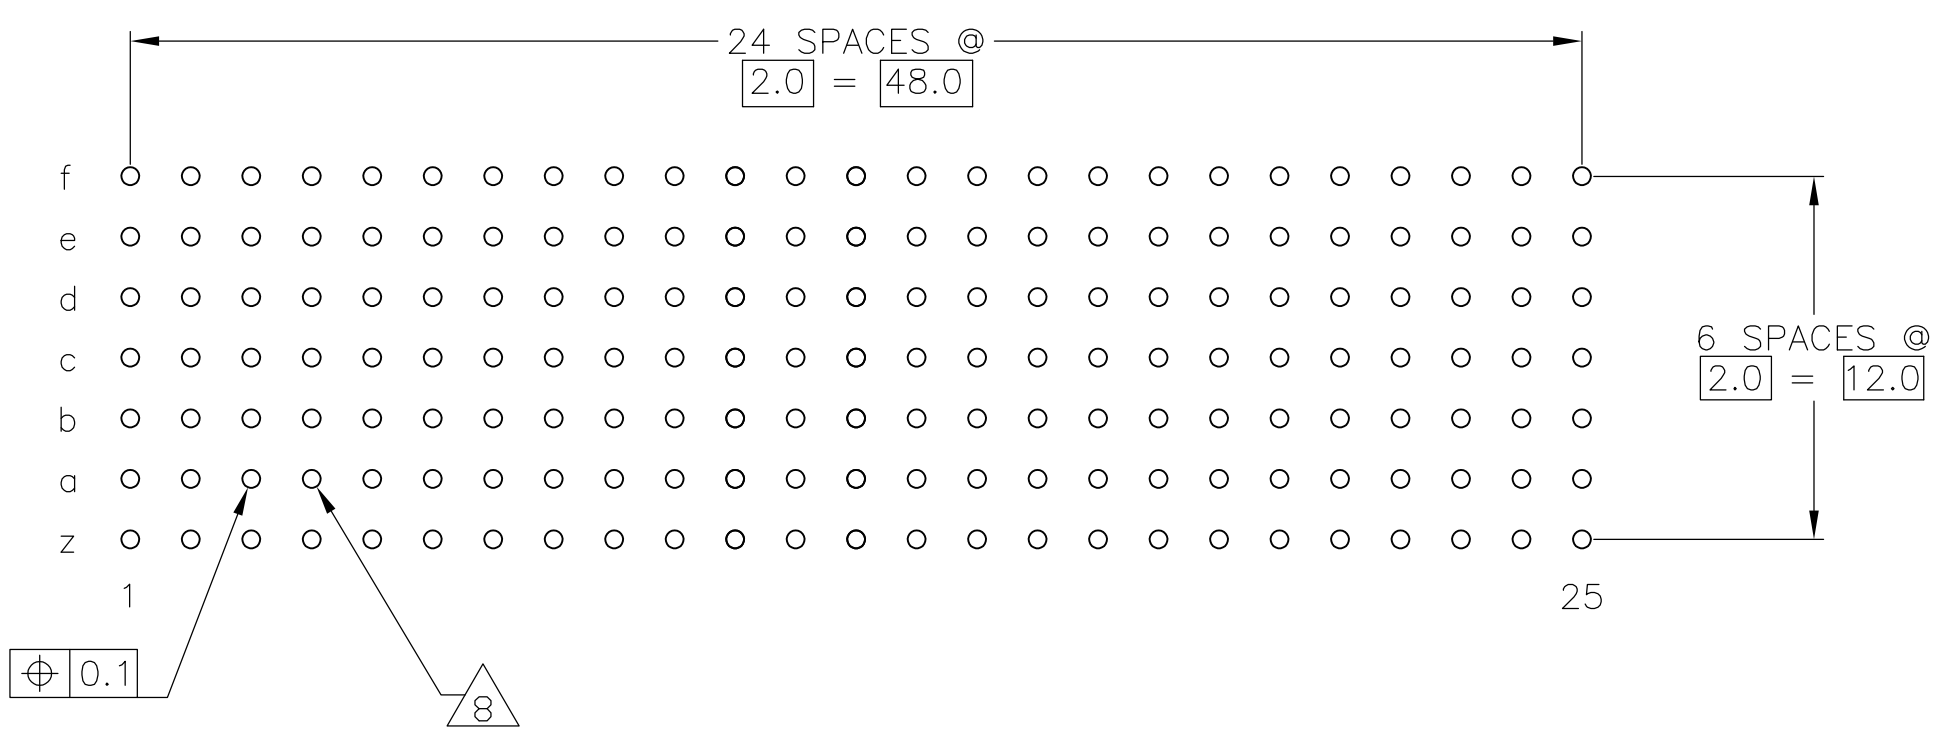 24 SPACES @
2.0 = 48.0
f
e
d
c
b
a
z
6 SPACES @
2.0 = 12.0
1
25
⌖ 0.1
8